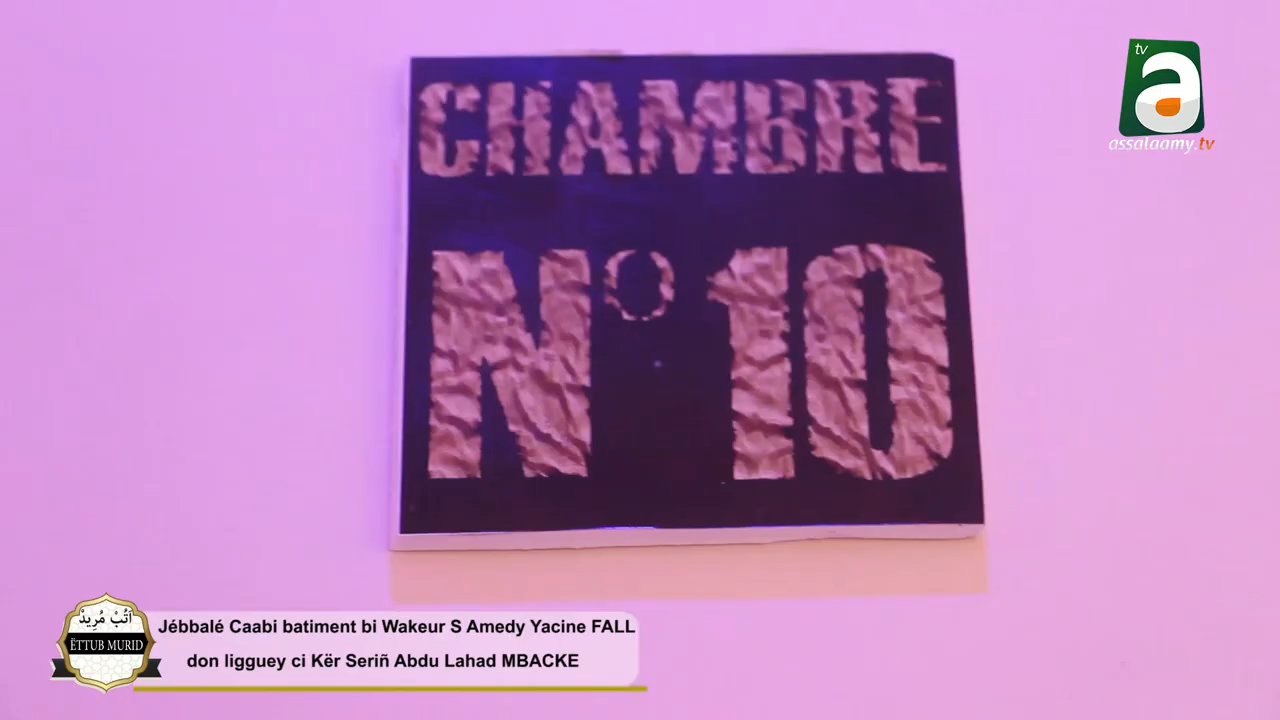 CHAMBRE
N°10
tv
a
assalaamy.tv
اَتُبْ مُرِيدْ
ËTTUB MURID
Jébbalé Caabi batiment bi Wakeur S Amedy Yacine FALL
don ligguey ci Kër Seriñ Abdu Lahad MBACKE